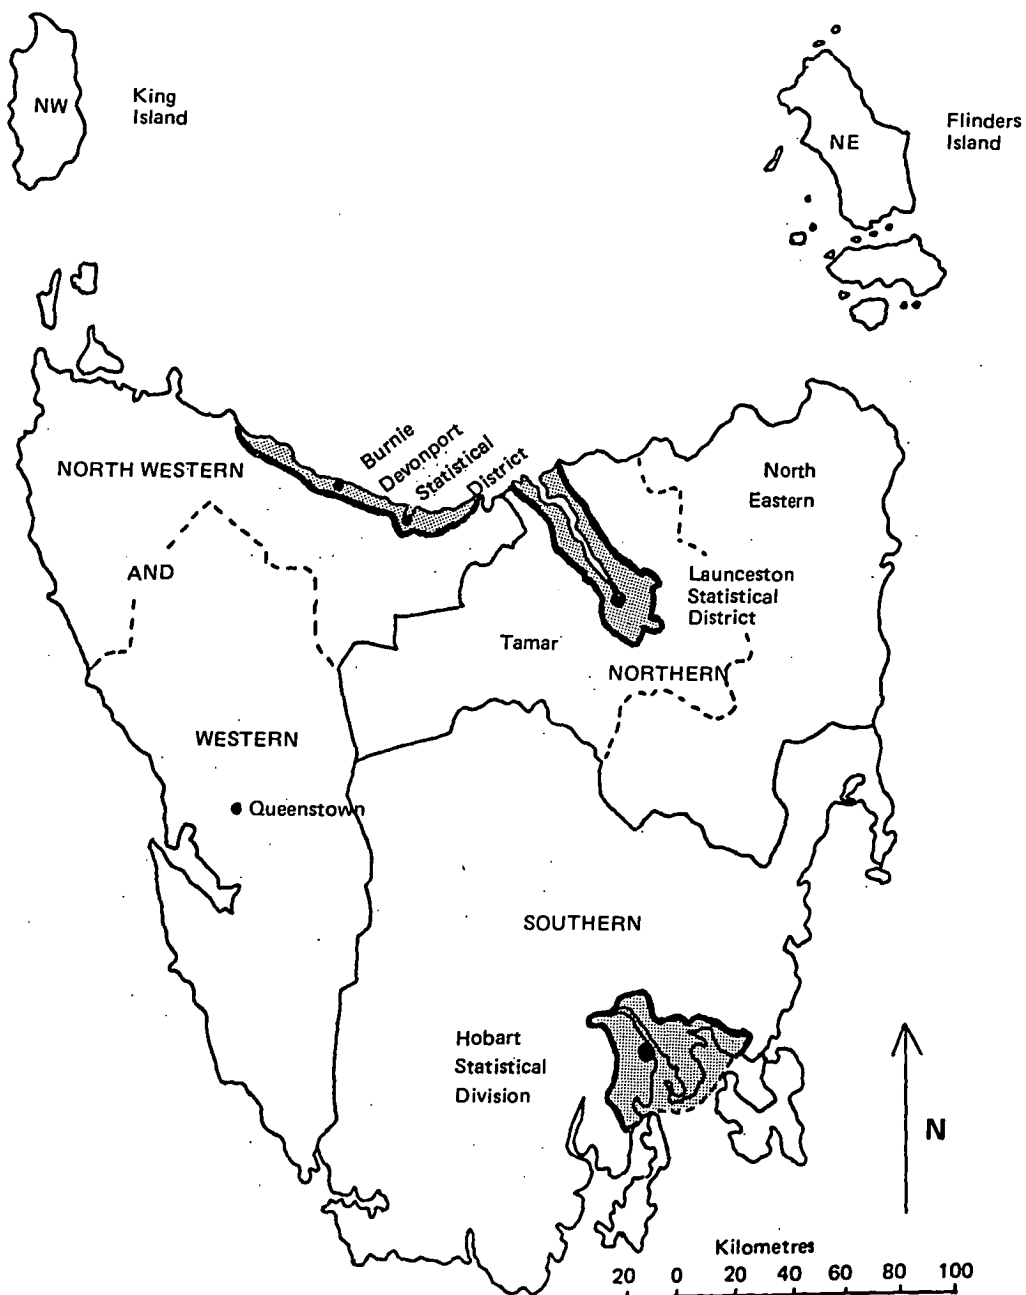 NW
King
Island
NE
Flinders
Island
Burnie
Devonport
Statistical
District
NORTH WESTERN
North
Eastern
AND
Launceston
Statistical
District
Tamar
NORTHERN
WESTERN
Queenstown
SOUTHERN
Hobart
Statistical
Division
N
Kilometres
20 0 20 40 60 80 100